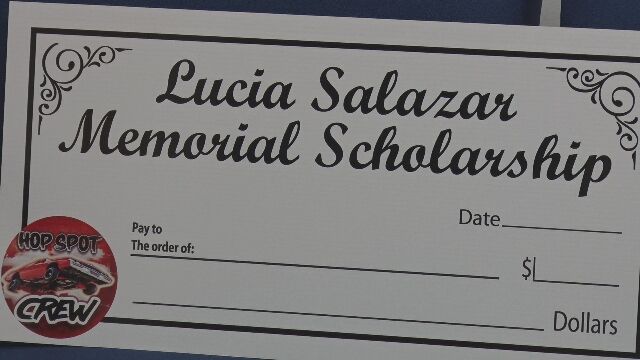 Lucia Salazar
Memorial Scholarship
Date
Pay to
The order of:
$
Dollars
HOP SPOT
CREW